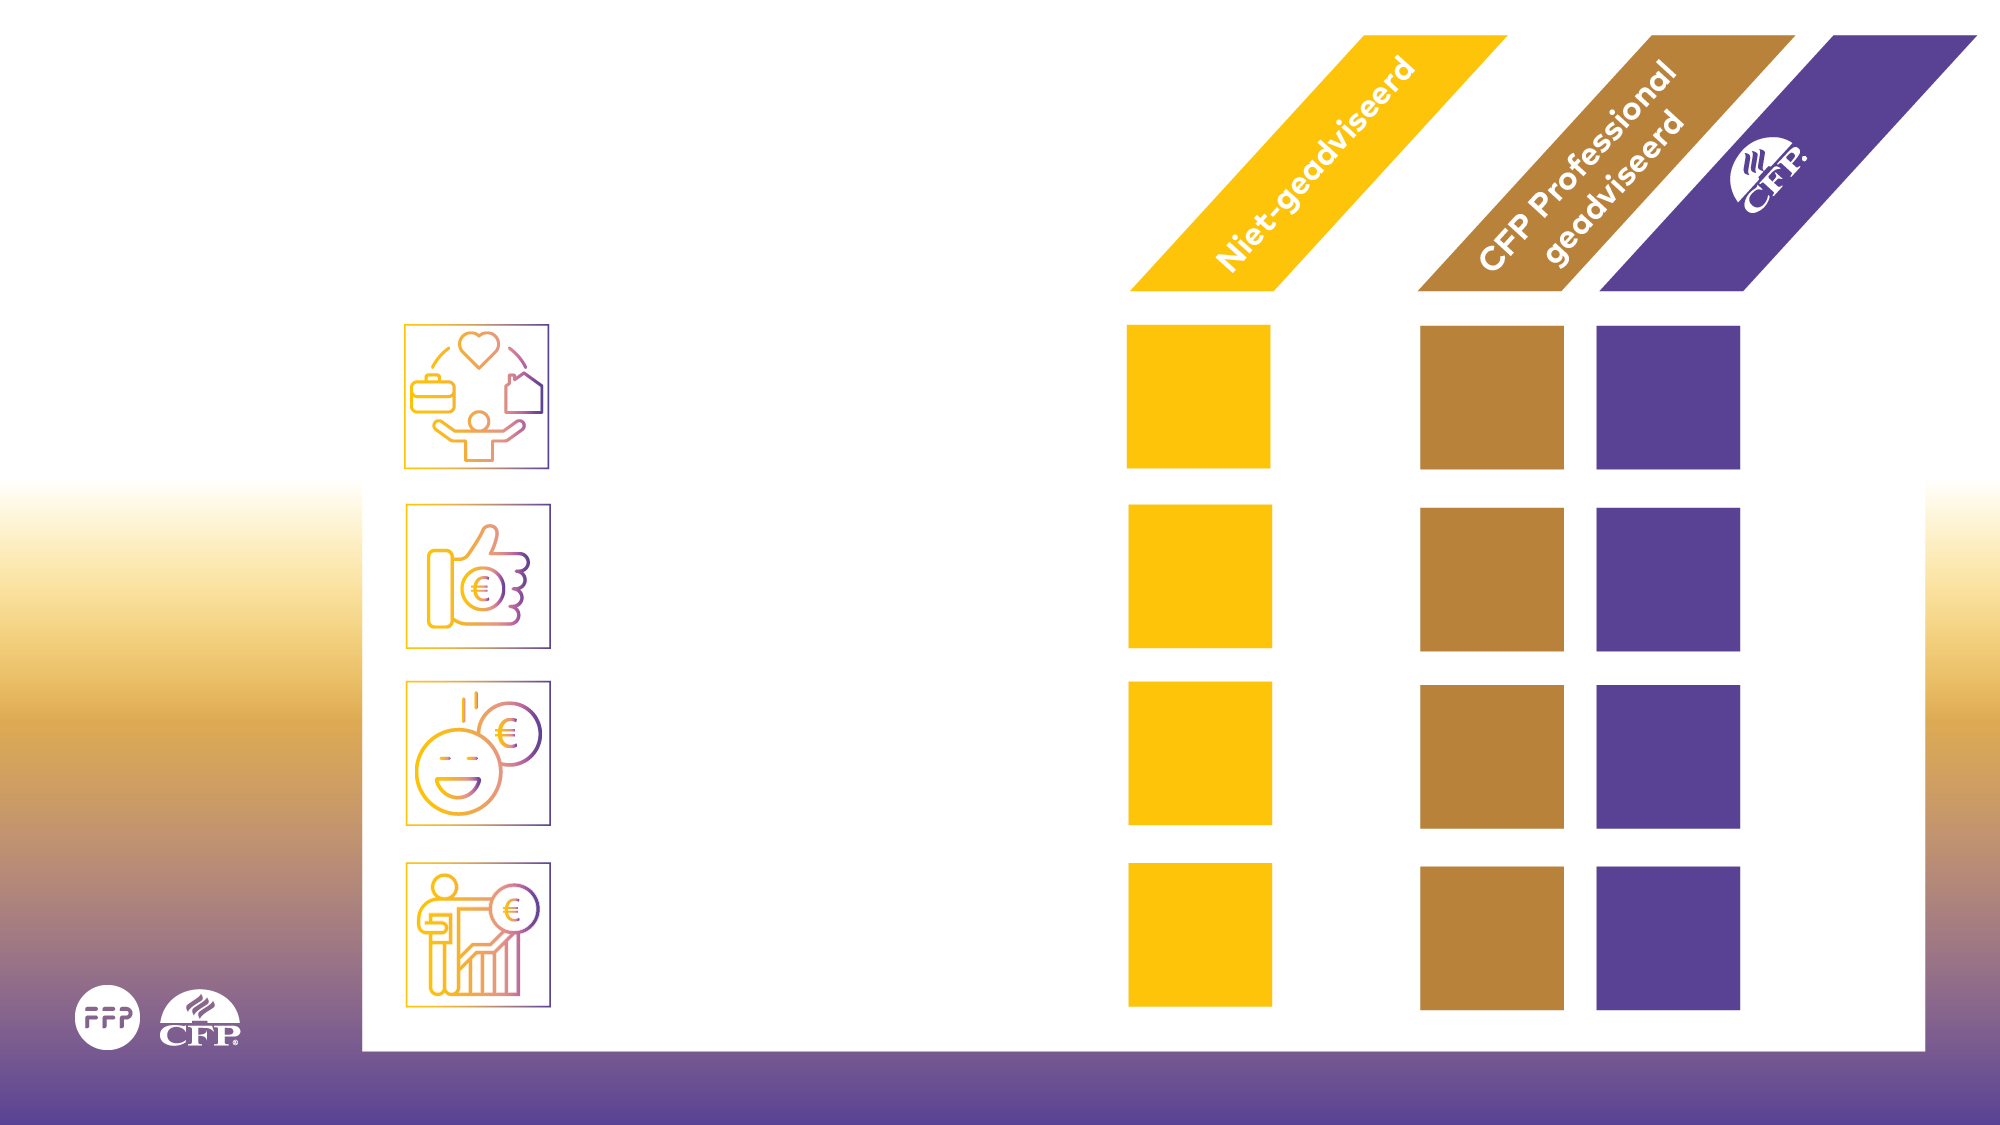 Niet-geadviseerd
CFP Professional
geadviseerd
CFP.
€
€
€
FFP
CFP®